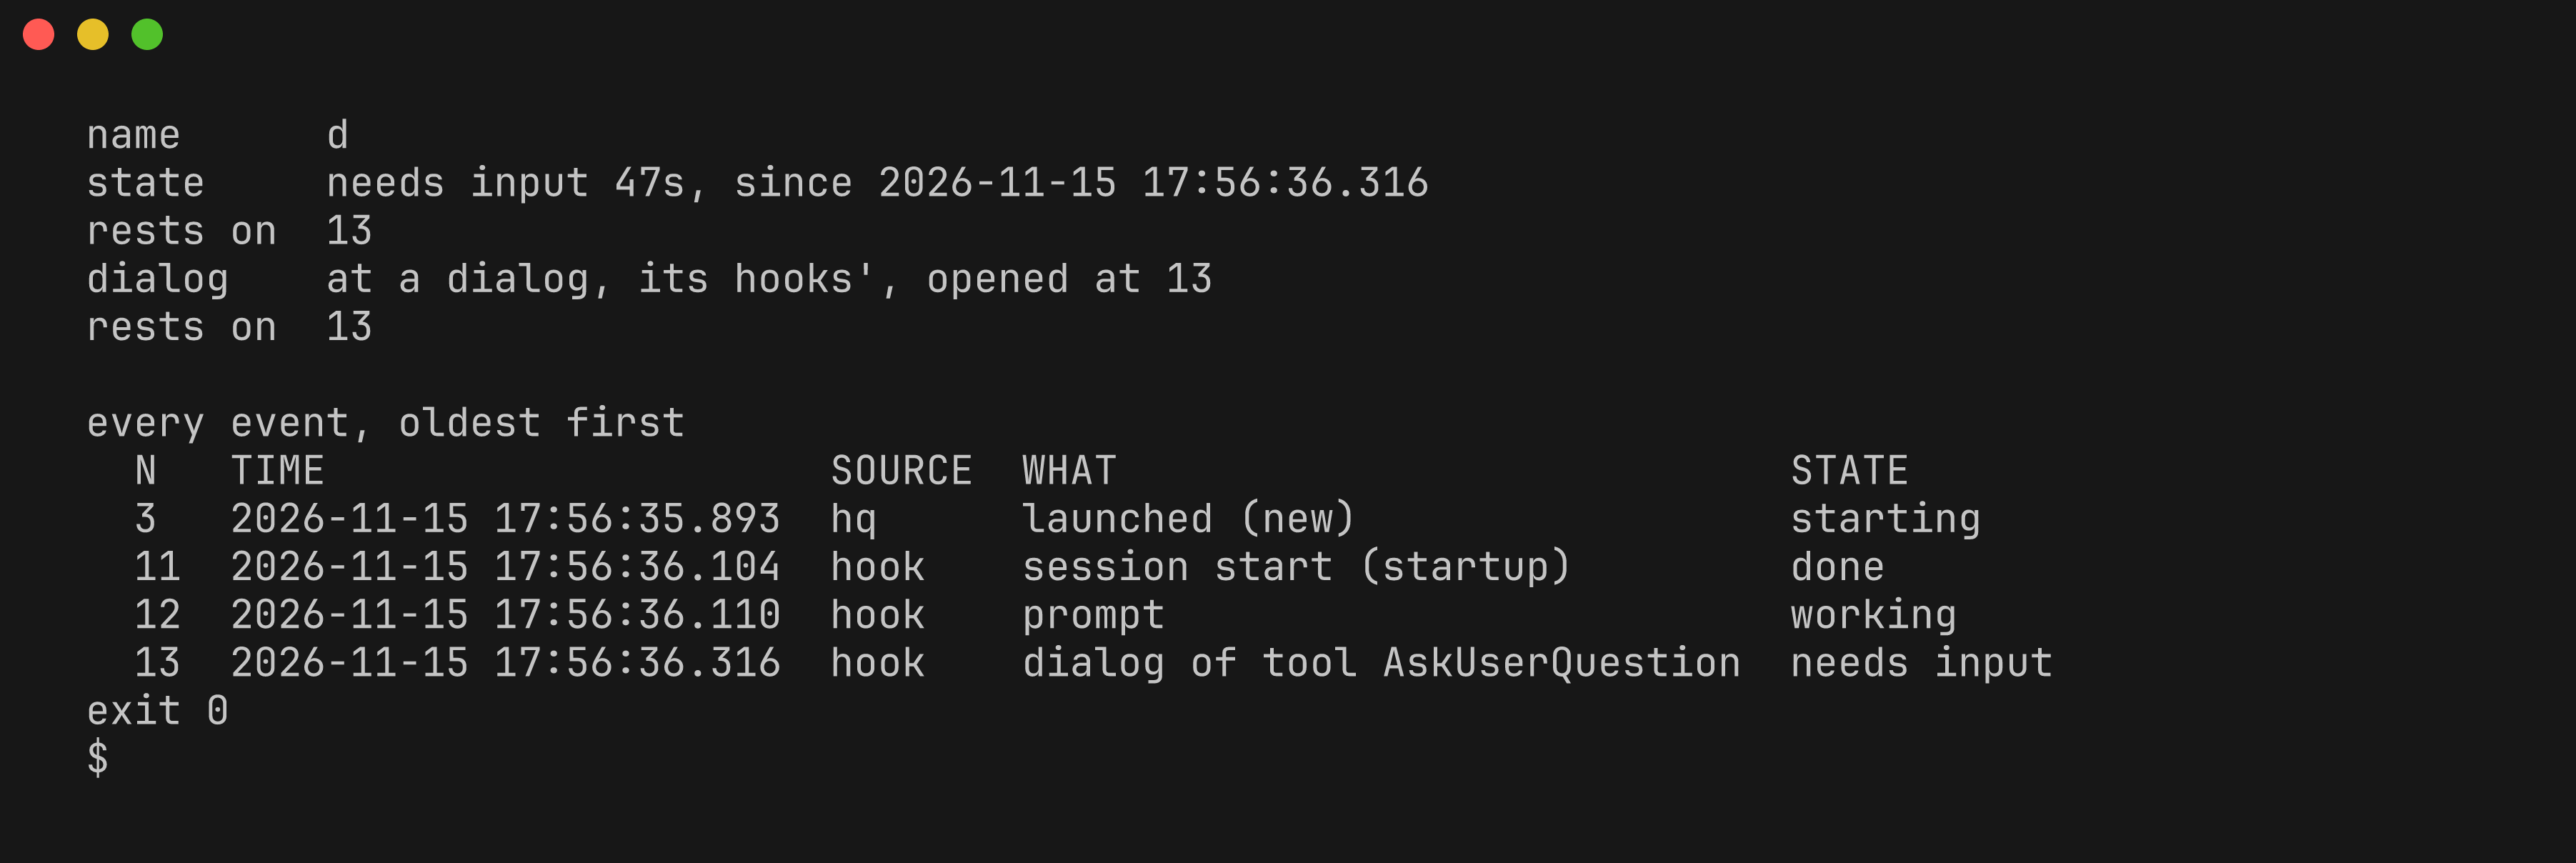 name      d
state     needs input 47s, since 2026-11-15 17:56:36.316
rests on  13
dialog    at a dialog, its hooks', opened at 13
rests on  13

every event, oldest first
  N   TIME                     SOURCE  WHAT                            STATE
  3   2026-11-15 17:56:35.893  hq      launched (new)                  starting
  11  2026-11-15 17:56:36.104  hook    session start (startup)         done
  12  2026-11-15 17:56:36.110  hook    prompt                          working
  13  2026-11-15 17:56:36.316  hook    dialog of tool AskUserQuestion  needs input
exit 0
$